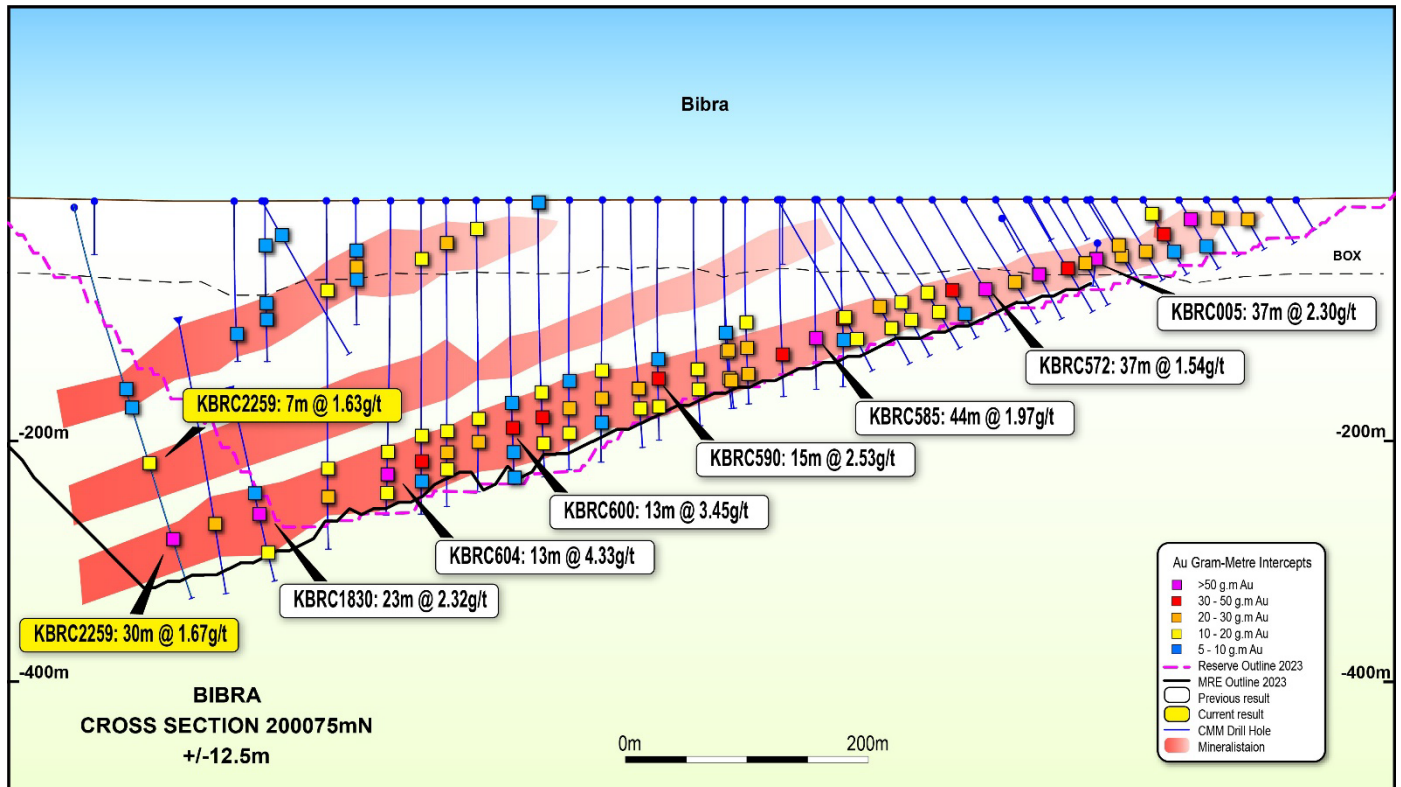 Bibra
BOX
KBRC005: 37m @ 2.30g/t
KBRC572: 37m @ 1.54g/t
KBRC2259: 7m @ 1.63g/t
KBRC585: 44m @ 1.97g/t
-200m
-200m
KBRC590: 15m @ 2.53g/t
KBRC600: 13m @ 3.45g/t
KBRC604: 13m @ 4.33g/t
KBRC1830: 23m @ 2.32g/t
KBRC2259: 30m @ 1.67g/t
-400m
-400m
BIBRA
CROSS SECTION 200075mN
+/-12.5m
0m
200m
Au Gram-Metre Intercepts
>50 g.m Au
30 - 50 g.m Au
20 - 30 g.m Au
10 - 20 g.m Au
5 - 10 g.m Au
Reserve Outline 2023
MRE Outline 2023
Previous result
Current result
CMM Drill Hole
Mineralistaion